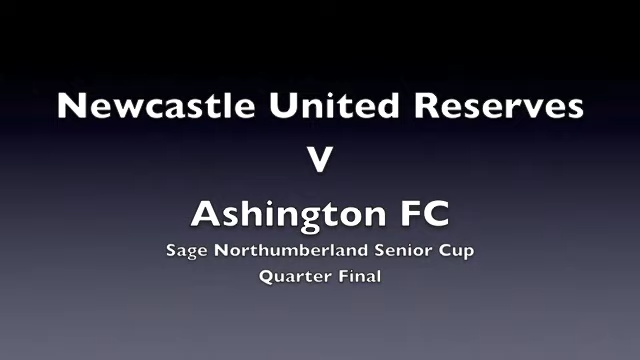 Newcastle United Reserves
V
Ashington FC
Sage Northumberland Senior Cup
Quarter Final